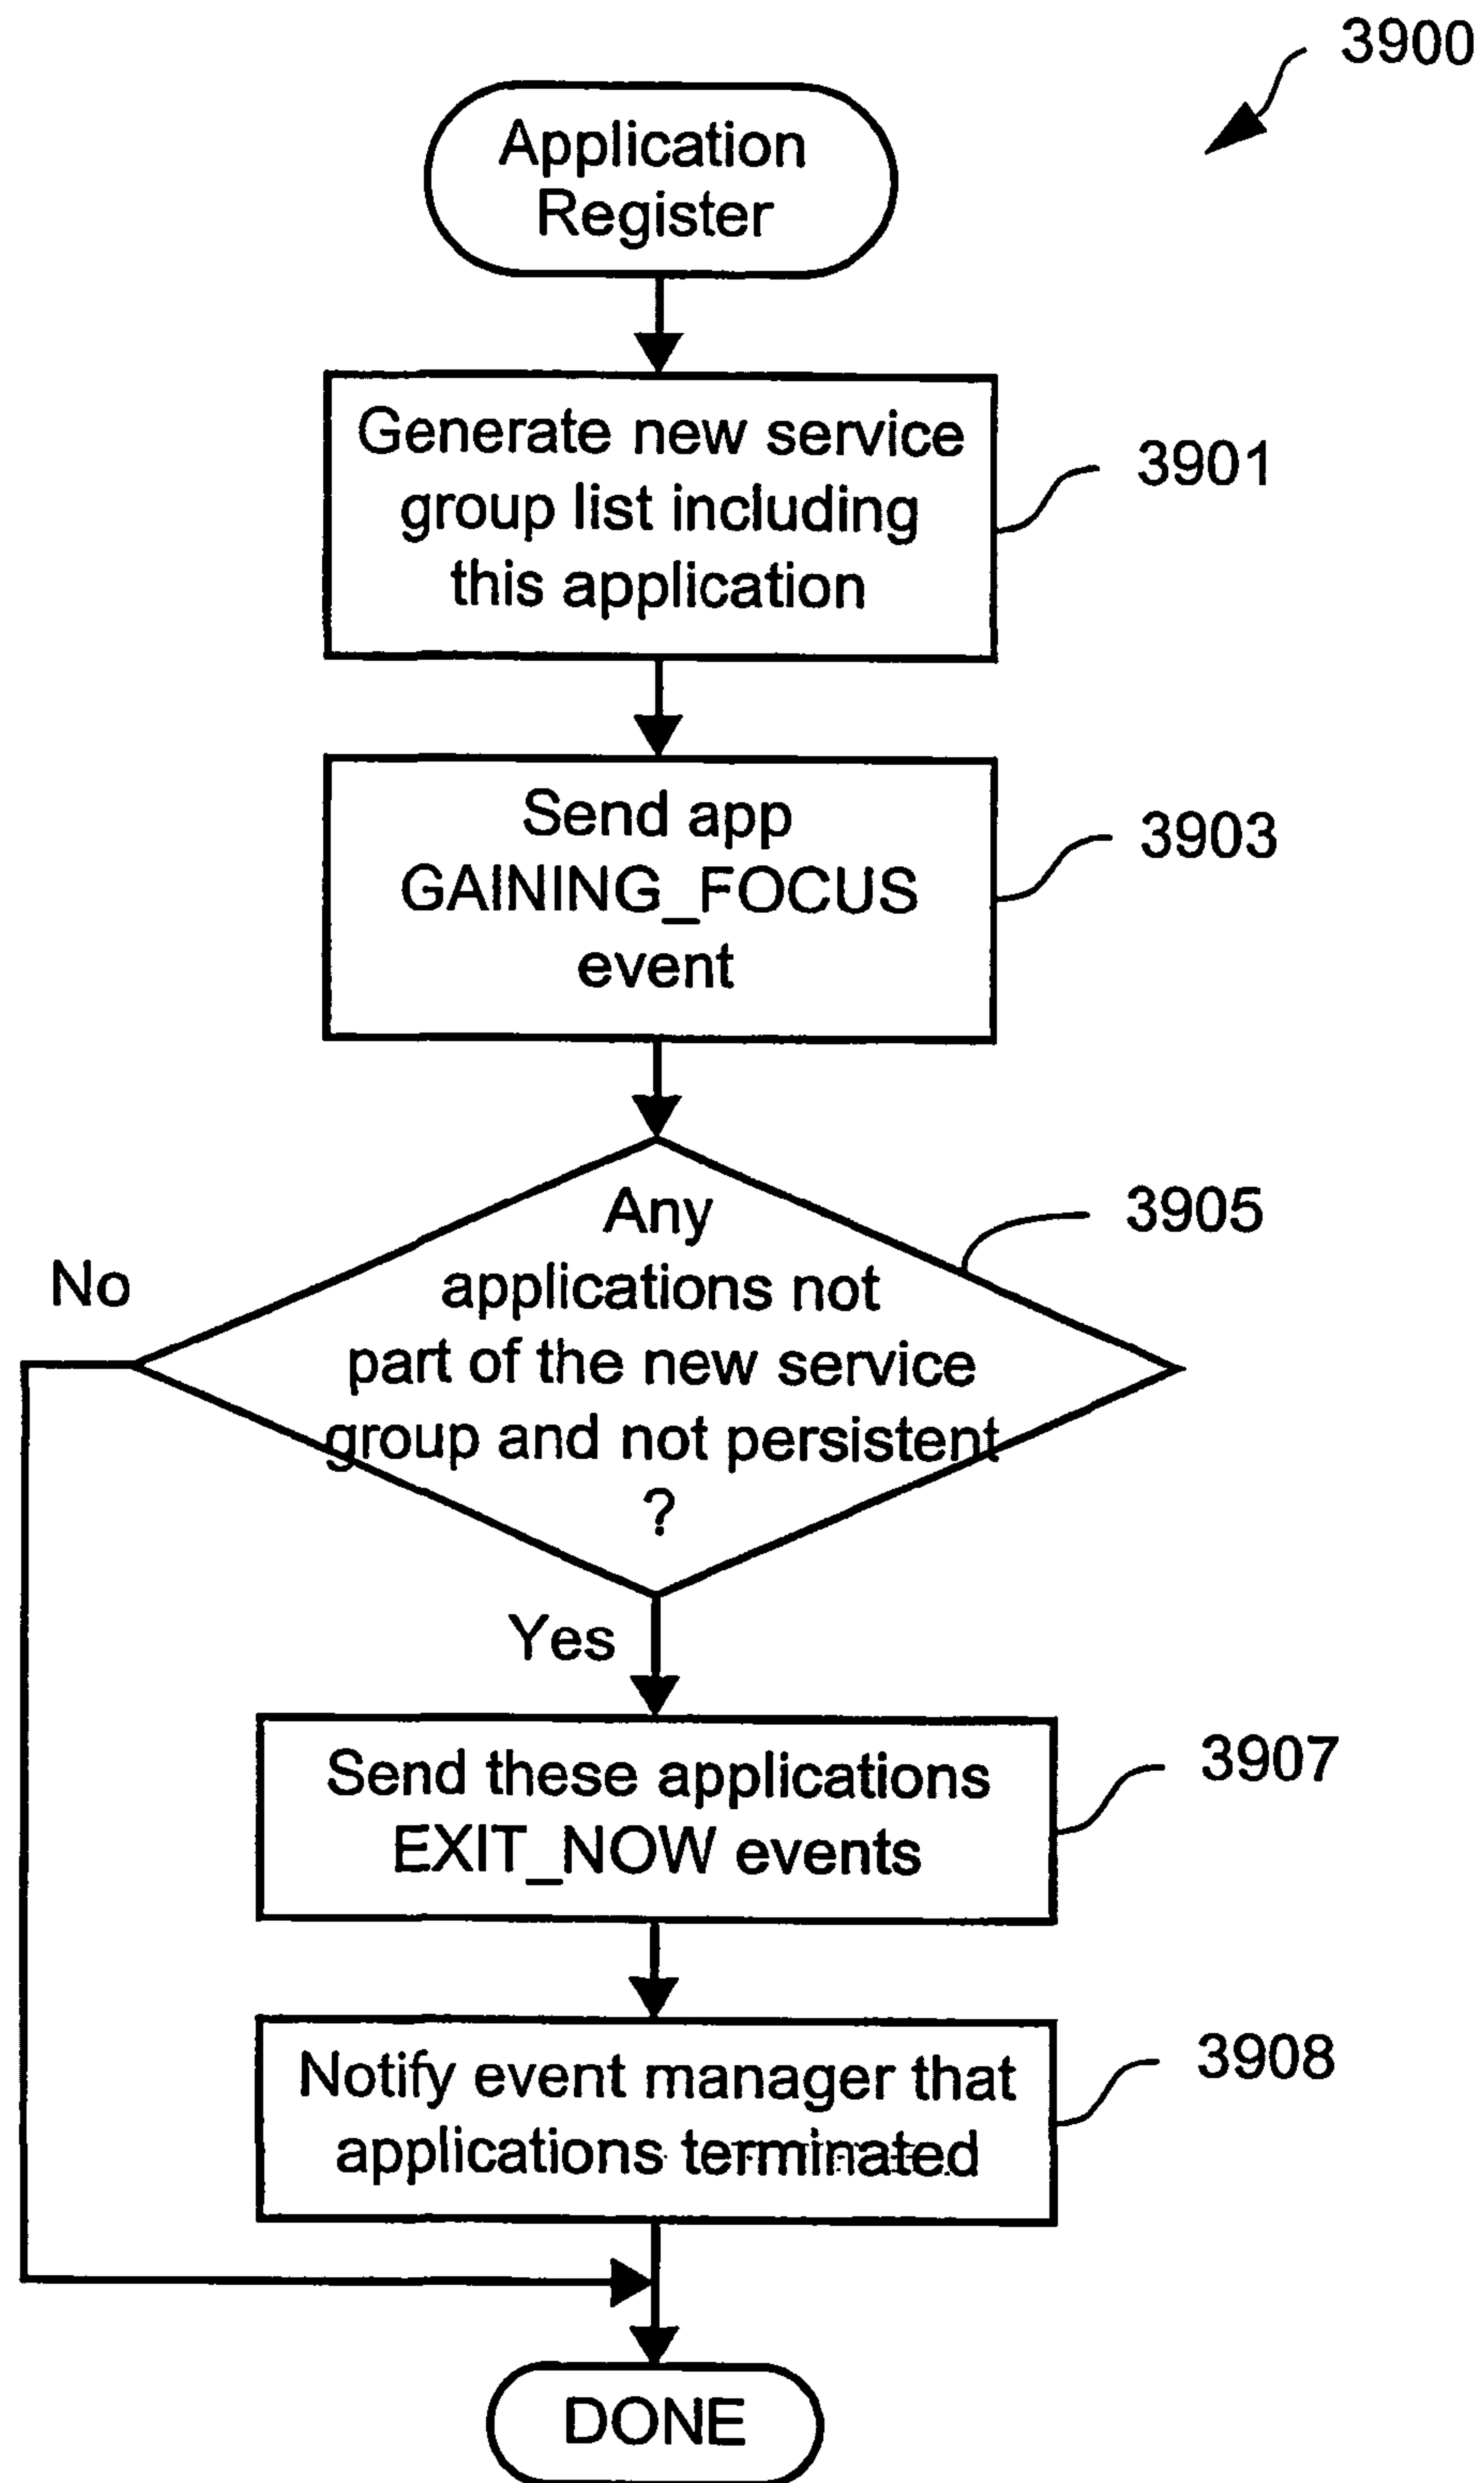 3900
Application
Register
Generate new service
group list including
this application
3901
Send app
GAINING_FOCUS
event
3903
Any
applications not
part of the new service
group and not persistent
?
3905
No
Yes
Send these applications
EXIT_NOW events
3907
Notify event manager that
applications terminated
3908
DONE